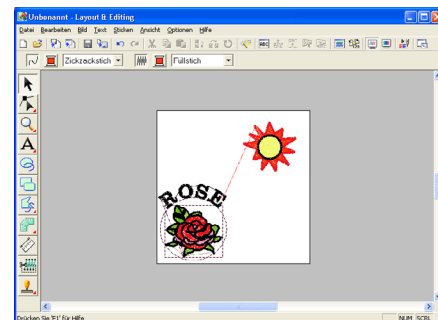 Unbenannt - Layout & Editing
Datei Bearbeiten Bild Text Sticken Ansicht Optionen Hilfe
ABC
Zickzackstich Füllstich
A
ROSE
Drücken Sie 'F1' für Hilfe NUM SCRL